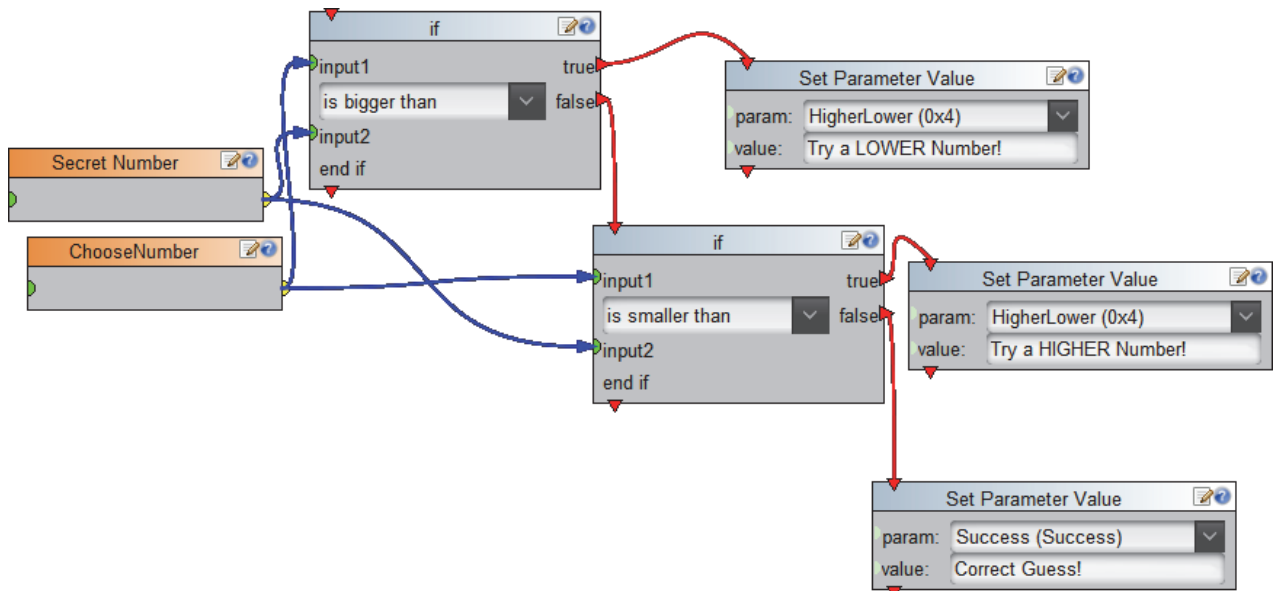 if
input1 true
is bigger than false
input2
end if
Set Parameter Value
param: HigherLower (0x4)
value: Try a LOWER Number!
Secret Number
ChooseNumber
if
input1 true
is smaller than false
input2
end if
Set Parameter Value
param: HigherLower (0x4)
value: Try a HIGHER Number!
Set Parameter Value
param: Success (Success)
value: Correct Guess!